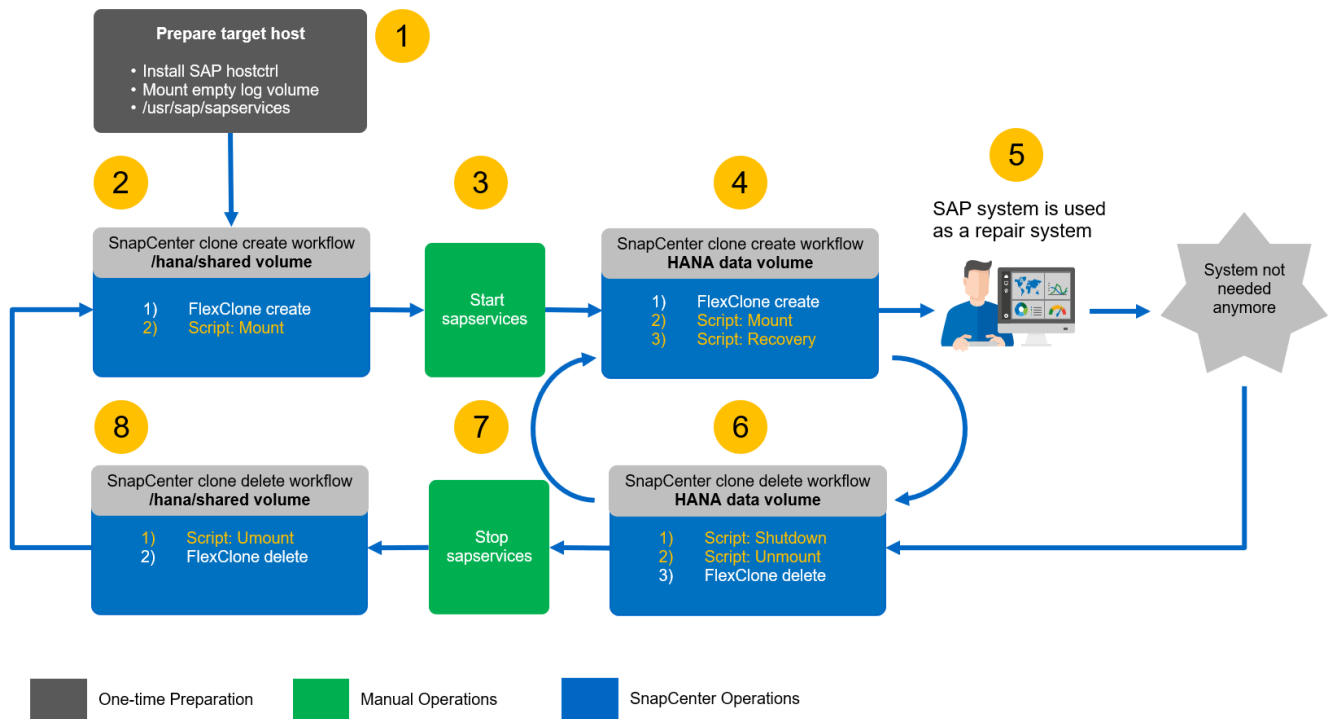 Prepare target host
1
• Install SAP hostctrl
• Mount empty log volume
• /usr/sap/sapservices
2
3
4
5
SAP system is used
as a repair system
SnapCenter clone create workflow
/hana/shared volume
1) FlexClone create
2) Script: Mount
Start
sapservices
SnapCenter clone create workflow
HANA data volume
1) FlexClone create
2) Script: Mount
3) Script: Recovery
System not
needed
anymore
8
7
6
SnapCenter clone delete workflow
/hana/shared volume
1) Script: Umount
2) FlexClone delete
Stop
sapservices
SnapCenter clone delete workflow
HANA data volume
1) Script: Shutdown
2) Script: Unmount
3) FlexClone delete
One-time Preparation
Manual Operations
SnapCenter Operations